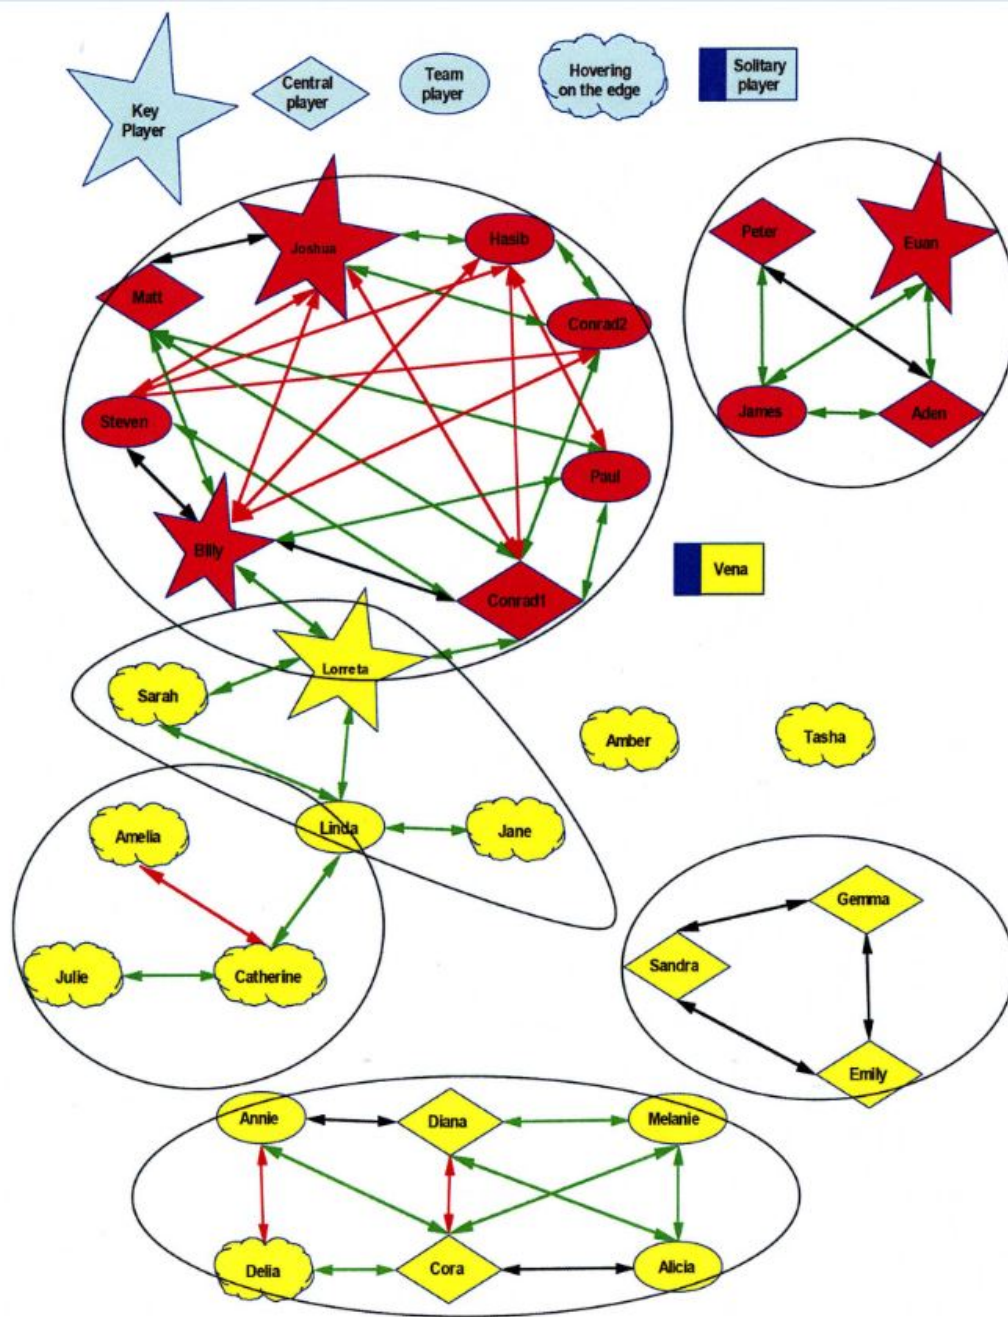 Key
Player
Central
player
Team
player
Hovering
on the edge
Solitary
player
Joshua
Hasib
Peter
Euan
Matt
Conrad2
Steven
James
Aden
Paul
Billy
Vena
Conrad1
Lorreta
Sarah
Amber
Tasha
Amelia
Linda
Jane
Gemma
Sandra
Julie
Catherine
Emily
Annie
Diana
Melanie
Delia
Cora
Alicia